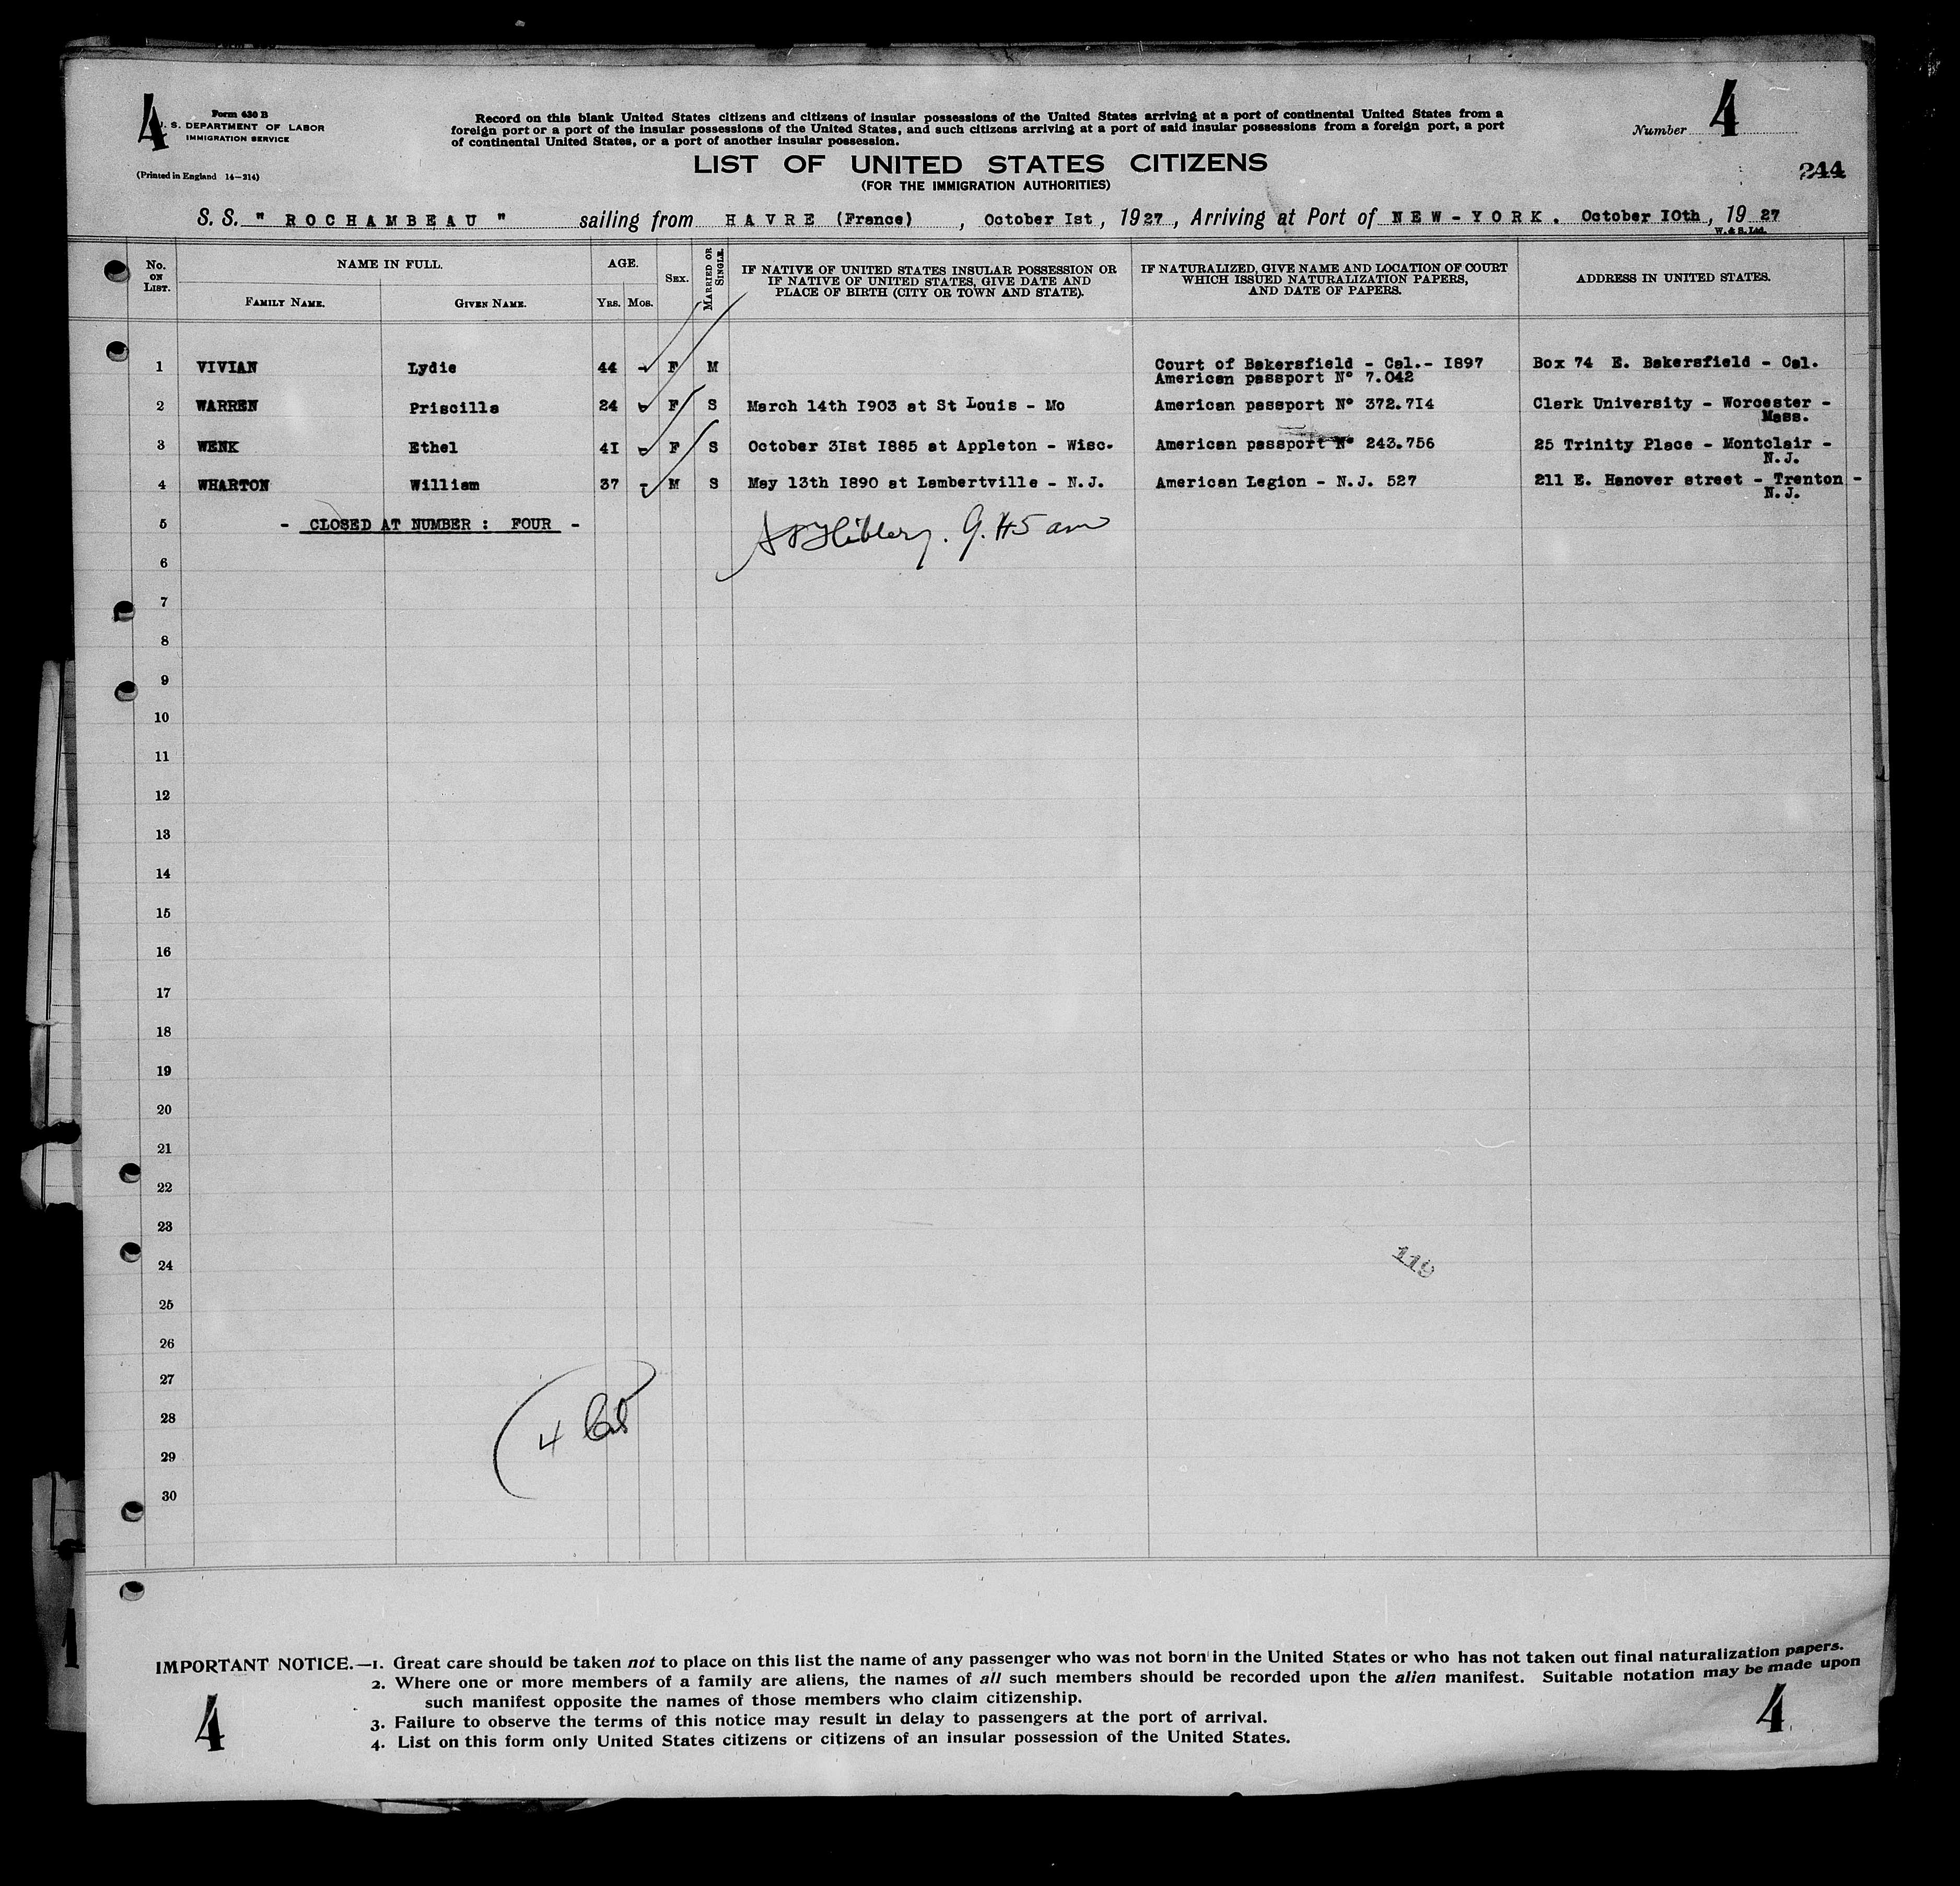 4
Form 630 B
U. S. DEPARTMENT OF LABOR
IMMIGRATION SERVICE
(Printed in England 14—214)
Record on this blank United States citizens and citizens of insular possessions of the United States arriving at a port of continental United States from a
foreign port or a port of the insular possessions of the United States, and such citizens arriving at a port of said insular possessions from a foreign port, a port
of continental United States, or a port of another insular possession.
LIST OF UNITED STATES CITIZENS
(FOR THE IMMIGRATION AUTHORITIES)
Number 4
244
S. S. " ROCHAMBEAU " sailing from HAVRE (France), October Ist, 1927, Arriving at Port of NEW-YORK. October IOth, 1927
W. & S. Ltd.
No. ON LIST.
NAME IN FULL.
FAMILY NAME. GIVEN NAME.
AGE.
YRS. MOS.
SEX.
MARRIED OR SINGLE.
IF NATIVE OF UNITED STATES INSULAR POSSESSION OR
IF NATIVE OF UNITED STATES, GIVE DATE AND
PLACE OF BIRTH (CITY OR TOWN AND STATE).
IF NATURALIZED, GIVE NAME AND LOCATION OF COURT
WHICH ISSUED NATURALIZATION PAPERS,
AND DATE OF PAPERS.
ADDRESS IN UNITED STATES.
1 VIVIAN Lydie 44 - F M Court of Bakersfield - Cal.- I897 Box 74 E. Bakersfield - Cal.
American passport N° 7.042
2 WARREN Priscilla 24 - F S March I4th I903 at St Louis - Mo American passport N° 372.7I4 Clark University - Worcester -
Mass.
3 WENK Ethel 4I - F S October 3Ist I885 at Appleton - Wisc. American passport N° 243.756 25 Trinity Place - Montclair -
N.J.
4 WHARTON William 37 - M S May I3th I890 at Lambertville - N.J. American Legion - N.J. 527 2II E. Hanover street - Trenton -
N.J.
5 - CLOSED AT NUMBER : FOUR -
9.45 am
6
7
8
9
10
11
12
13
14
15
16
17
18
19
20
21
22
23
24
119
25
26
27
28
4
29
30
IMPORTANT NOTICE.—1. Great care should be taken not to place on this list the name of any passenger who was not born in the United States or who has not taken out final naturalization papers.
2. Where one or more members of a family are aliens, the names of all such members should be recorded upon the alien manifest. Suitable notation may be made upon
such manifest opposite the names of those members who claim citizenship.
3. Failure to observe the terms of this notice may result in delay to passengers at the port of arrival.
4. List on this form only United States citizens or citizens of an insular possession of the United States.
4
4